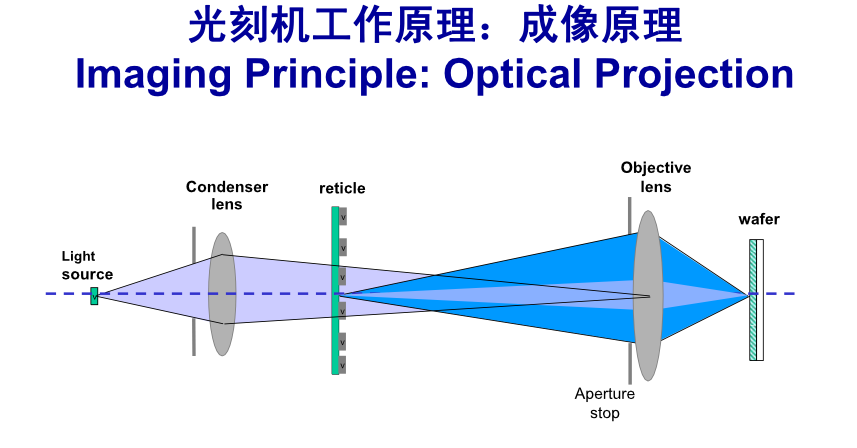 光刻机工作原理：成像原理
Imaging Principle: Optical Projection
Condenser
lens
reticle
Objective
lens
wafer
Light
source
v
v
v
v
v
v
v
Aperture
stop